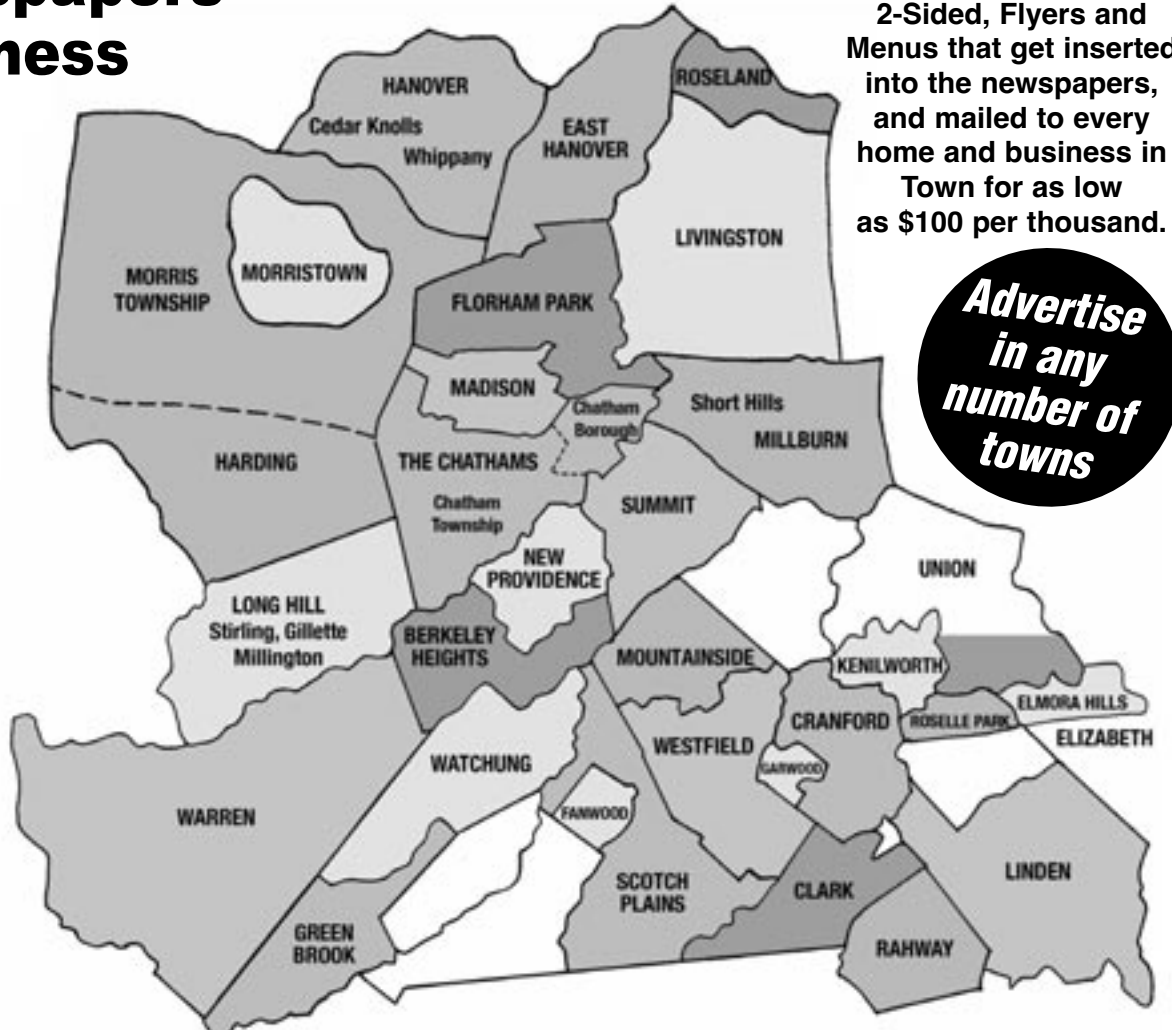 ness
2-Sided, Flyers and
Menus that get inserted
into the newspapers,
and mailed to every
home and business in
Town for as low
as $100 per thousand.
Advertise
in any
number of
towns
HANOVER
Cedar Knolls
Whippany
EAST
HANOVER
ROSELAND
LIVINGSTON
MORRIS
TOWNSHIP
MORRISTOWN
FLORHAM PARK
MADISON
Chatham
Borough
Short Hills
MILLBURN
HARDING
THE CHATHAMS
Chatham
Township
SUMMIT
NEW
PROVIDENCE
UNION
LONG HILL
Stirling, Gillette
Millington
BERKELEY
HEIGHTS
MOUNTAINSIDE
KENILWORTH
ELMORA HILLS
ROSELLE PARK
CRANFORD
ELIZABETH
WESTFIELD
GARWOOD
WATCHUNG
FANWOOD
WARREN
SCOTCH
PLAINS
CLARK
LINDEN
GREEN
BROOK
RAHWAY